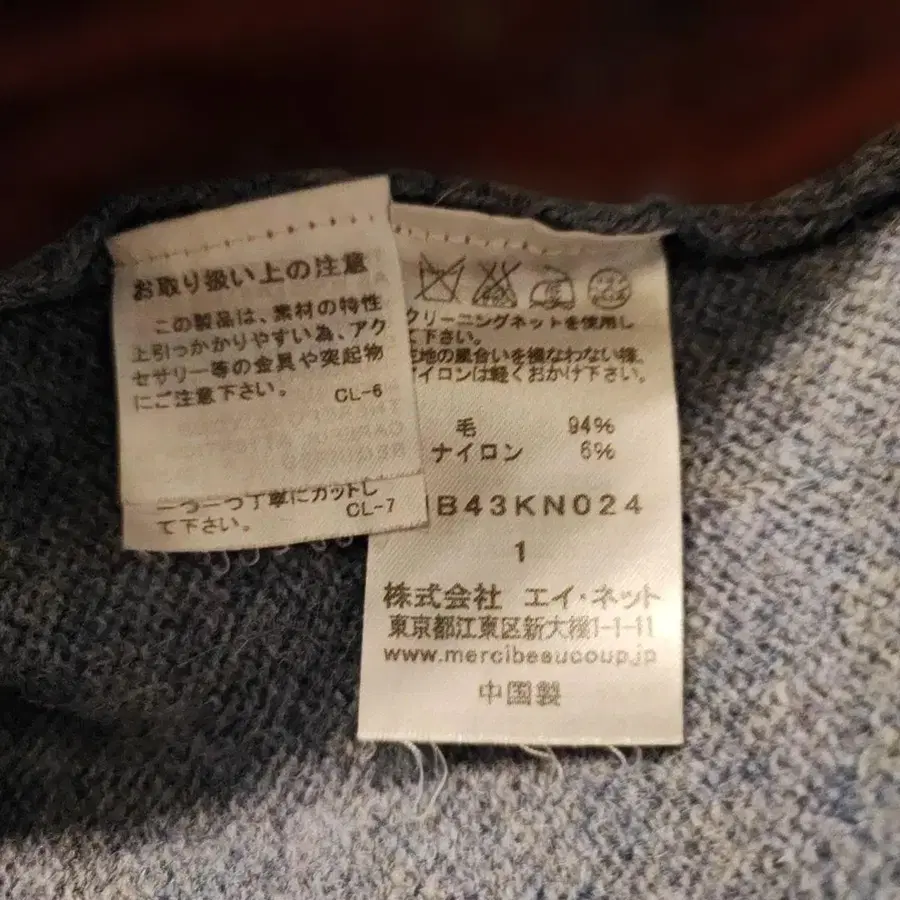 お取り扱い上の注意
この製品は、素材の特性
上引っかかりやすい為、アク
セサリー等の金具や突起物
にご注意下さい。
CL-6
一つ一つ丁寧にカットし
て下さい。
CL-7
クリーニングネットを使用し
て下さい。
生地の風合いを損なわない様、
アイロンは軽くおかけ下さい。
毛 94%
ナイロン 6%
B43KN024
1
株式会社 エイ・ネット
東京都江東区新大橋1-1-11
www.mercibeaucoup.jp
中国製